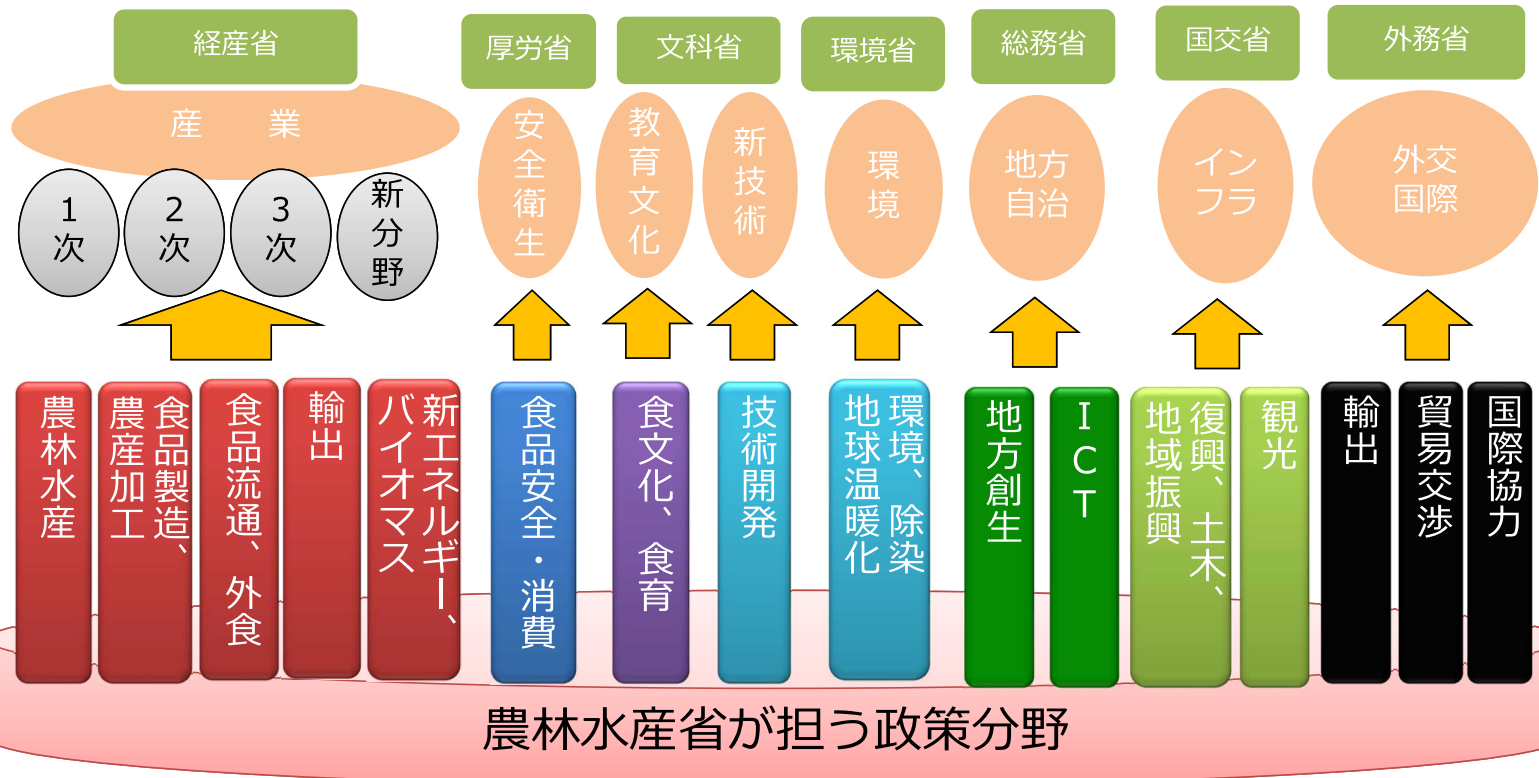 経産省
厚労省
文科省
環境省
総務省
国交省
外務省
産　　業
安全衛生
教育文化
新技術
環境
地方
自治
イン
フラ
外交
国際
1次
2次
3次
新分野
農林水産
食品製造、
農産加工
食品流通、外食
輸出
新エネルギー、
バイオマス
食品安全・消費
食文化、食育
技術開発
環境、除染
地球温暖化
地方創生
ICT
復興、土木、
地域振興
観光
輸出
貿易交渉
国際協力
農林水産省が担う政策分野